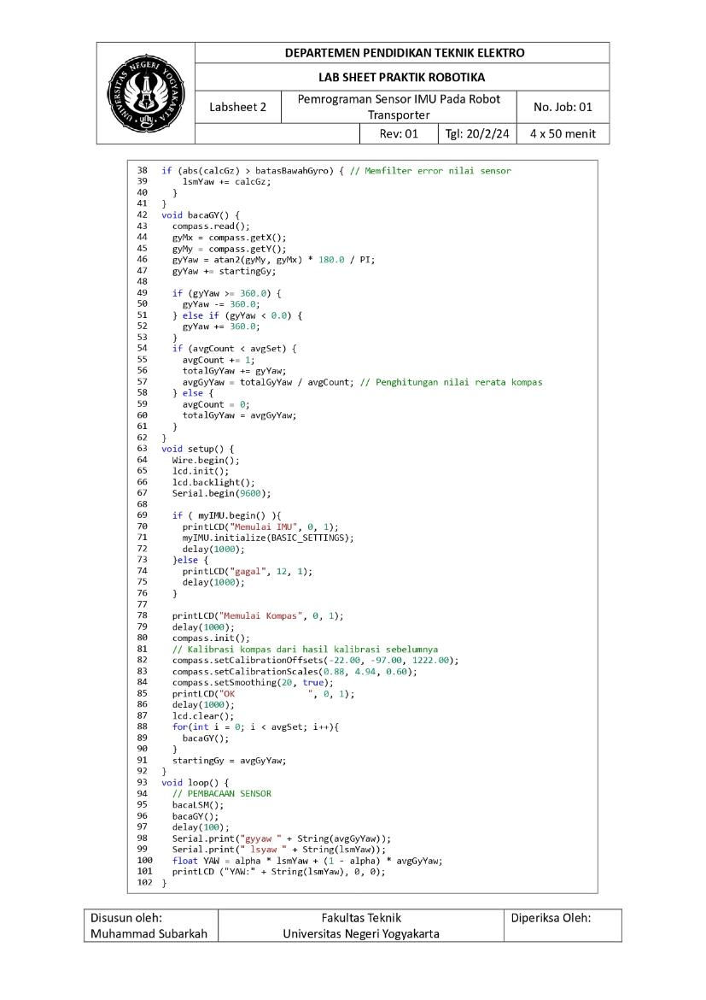 DEPARTEMEN PENDIDIKAN TEKNIK ELEKTRO
LAB SHEET PRAKTIK ROBOTIKA
Labsheet 2
Pemrograman Sensor IMU Pada Robot
Transporter
No. Job: 01
Rev: 01
Tgl: 20/2/24
4 x 50 menit
UNIVERSITAS NEGERI YOGYAKARTA
38 if (abs(calcGz) > batasBawahGyro) { // Memfilter error nilai sensor
39 lsmYaw += calcGz;
40 }
41 }
42 void bacaGY() {
43 compass.read();
44 gyMx = compass.getX();
45 gyMy = compass.getY();
46 gyYaw = atan2(gyMy, gyMx) * 180.0 / PI;
47 gyYaw += startingGy;
48
49 if (gyYaw >= 360.0) {
50 gyYaw -= 360.0;
51 } else if (gyYaw < 0.0) {
52 gyYaw += 360.0;
53 }
54 if (avgCount < avgSet) {
55 avgCount += 1;
56 totalGyYaw += gyYaw;
57 avgGyYaw = totalGyYaw / avgCount; // Penghitungan nilai rerata kompas
58 } else {
59 avgCount = 0;
60 totalGyYaw = avgGyYaw;
61 }
62 }
63 void setup() {
64 Wire.begin();
65 lcd.init();
66 lcd.backlight();
67 Serial.begin(9600);
68
69 if ( myIMU.begin() ){
70 printLCD("Memulai IMU", 0, 1);
71 myIMU.initialize(BASIC_SETTINGS);
72 delay(1000);
73 }else {
74 printLCD("gagal", 12, 1);
75 delay(1000);
76 }
77
78 printLCD("Memulai Kompas", 0, 1);
79 delay(1000);
80 compass.init();
81 // Kalibrasi kompas dari hasil kalibrasi sebelumnya
82 compass.setCalibrationOffsets(-22.00, -97.00, 1222.00);
83 compass.setCalibrationScales(0.88, 4.94, 0.60);
84 compass.setSmoothing(20, true);
85 printLCD("OK             ", 0, 1);
86 delay(1000);
87 lcd.clear();
88 for(int i = 0; i < avgSet; i++){
89 bacaGY();
90 }
91 startingGy = avgGyYaw;
92 }
93 void loop() {
94 // PEMBACAAN SENSOR
95 bacaLSM();
96 bacaGY();
97 delay(100);
98 Serial.print("gyyaw " + String(avgGyYaw));
99 Serial.print(" lsyaw " + String(lsmYaw));
100 float YAW = alpha * lsmYaw + (1 - alpha) * avgGyYaw;
101 printLCD ("YAW:" + String(lsmYaw), 0, 0);
102 }
Disusun oleh:
Muhammad Subarkah
Fakultas Teknik
Universitas Negeri Yogyakarta
Diperiksa Oleh: